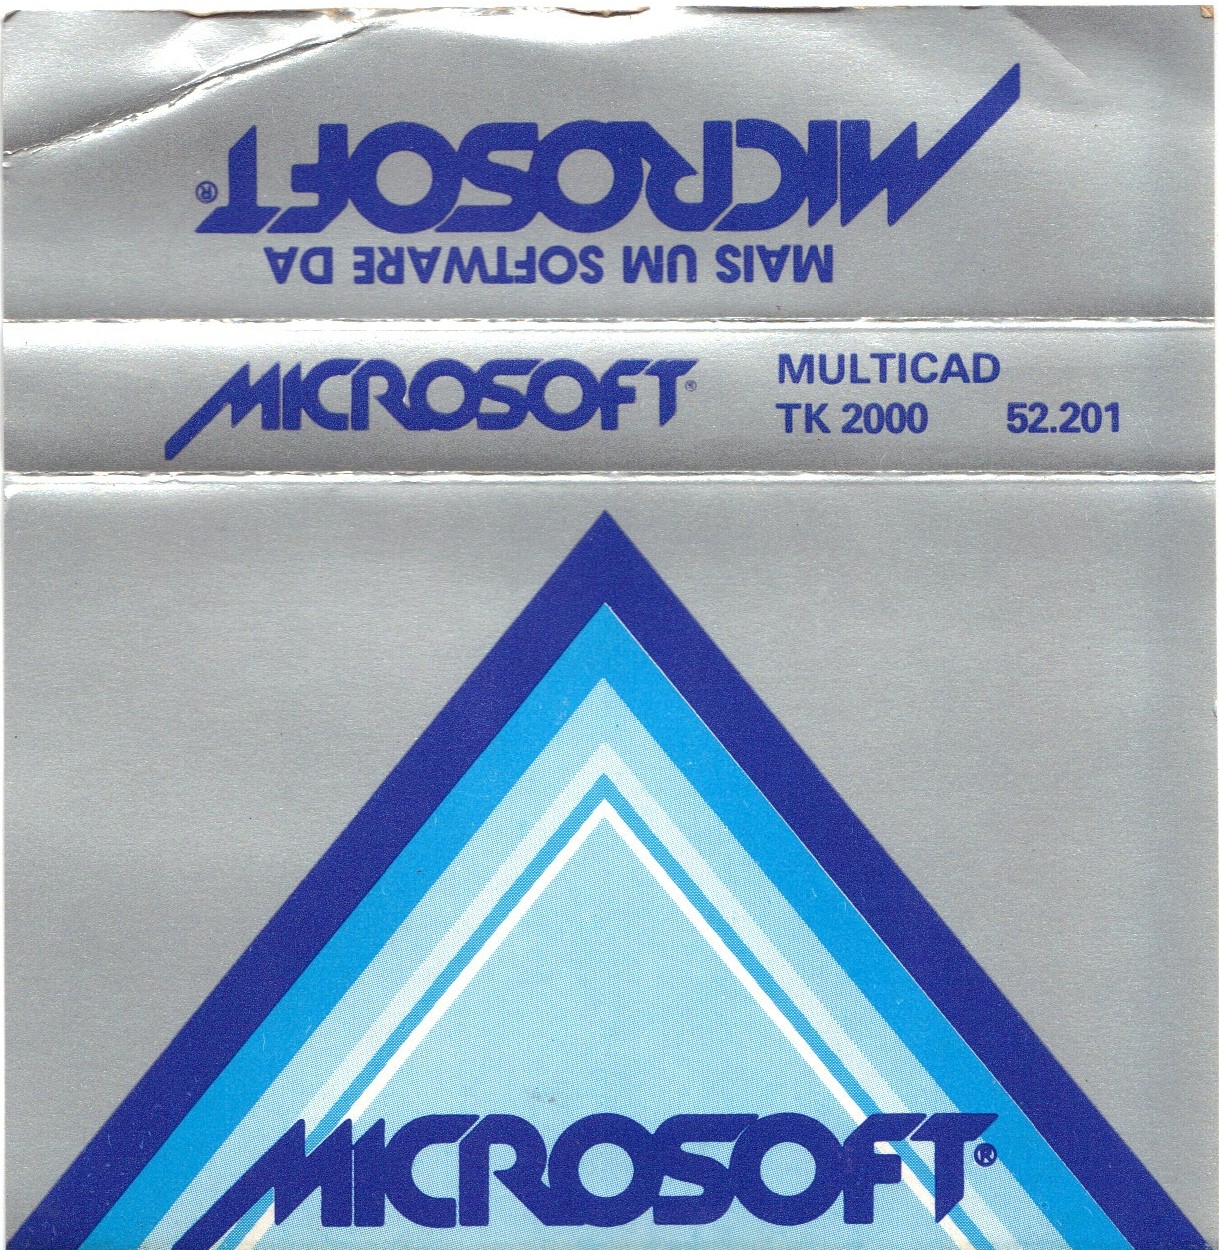 MAIS UM SOFTWARE DA
MICROSOFT®
MICROSOFT®
MULTICAD
TK 2000 52.201
MICROSOFT®